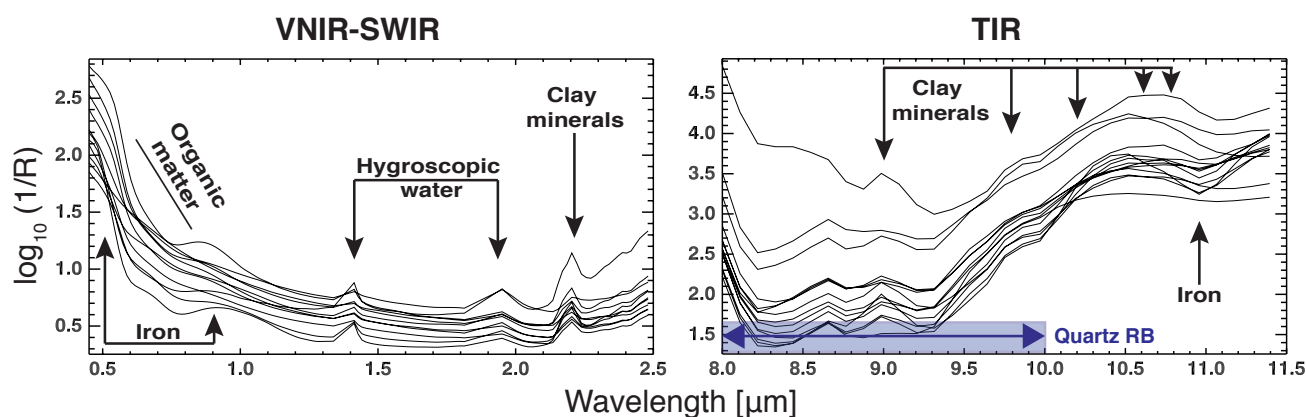 VNIR-SWIR
TIR
log₁₀ (1/R)
2.5
2.0
1.5
1.0
0.5
Organic
matter
Hygroscopic
water
Clay
minerals
Iron
0.5
1.0
1.5
2.0
2.5
4.5
4.0
3.5
3.0
2.5
2.0
1.5
Clay
minerals
Iron
Quartz RB
8.0
8.5
9.0
9.5
10.0
10.5
11.0
11.5
Wavelength [µm]